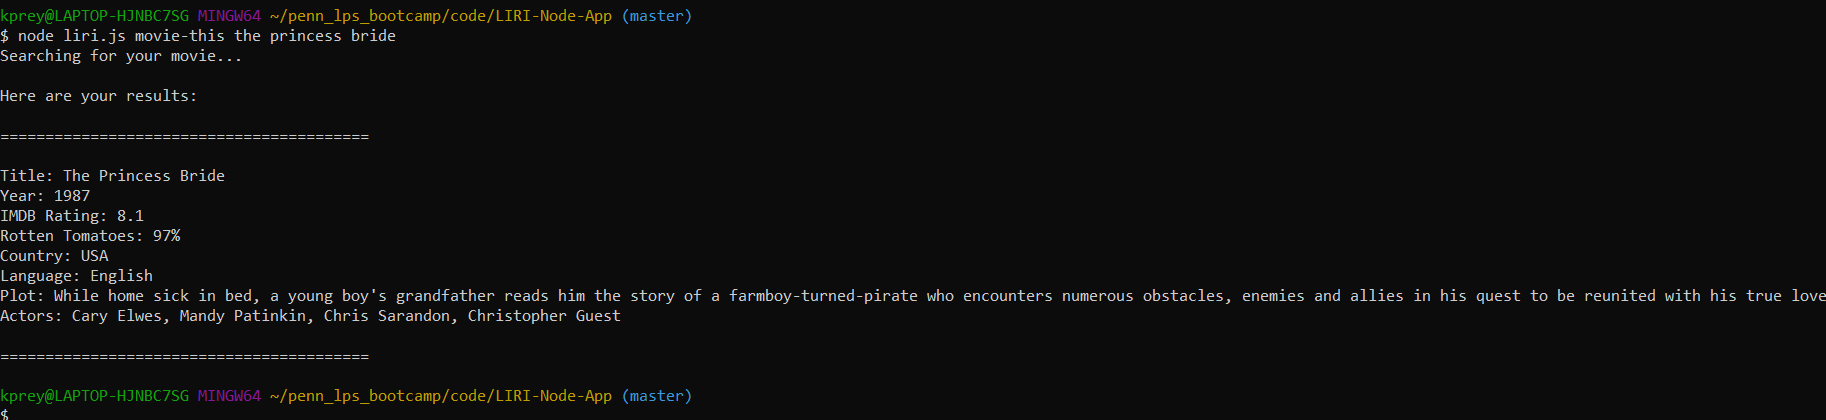 kprey@LAPTOP-HJNBC7SG MINGW64 ~/penn_lps_bootcamp/code/LIRI-Node-App (master)
$ node liri.js movie-this the princess bride
Searching for your movie...
Here are your results:
=========================================
Title: The Princess Bride
Year: 1987
IMDB Rating: 8.1
Rotten Tomatoes: 97%
Country: USA
Language: English
Plot: While home sick in bed, a young boy's grandfather reads him the story of a farmboy-turned-pirate who encounters numerous obstacles, enemies and allies in his quest to be reunited with his true love
Actors: Cary Elwes, Mandy Patinkin, Chris Sarandon, Christopher Guest
=========================================
kprey@LAPTOP-HJNBC7SG MINGW64 ~/penn_lps_bootcamp/code/LIRI-Node-App (master)
$